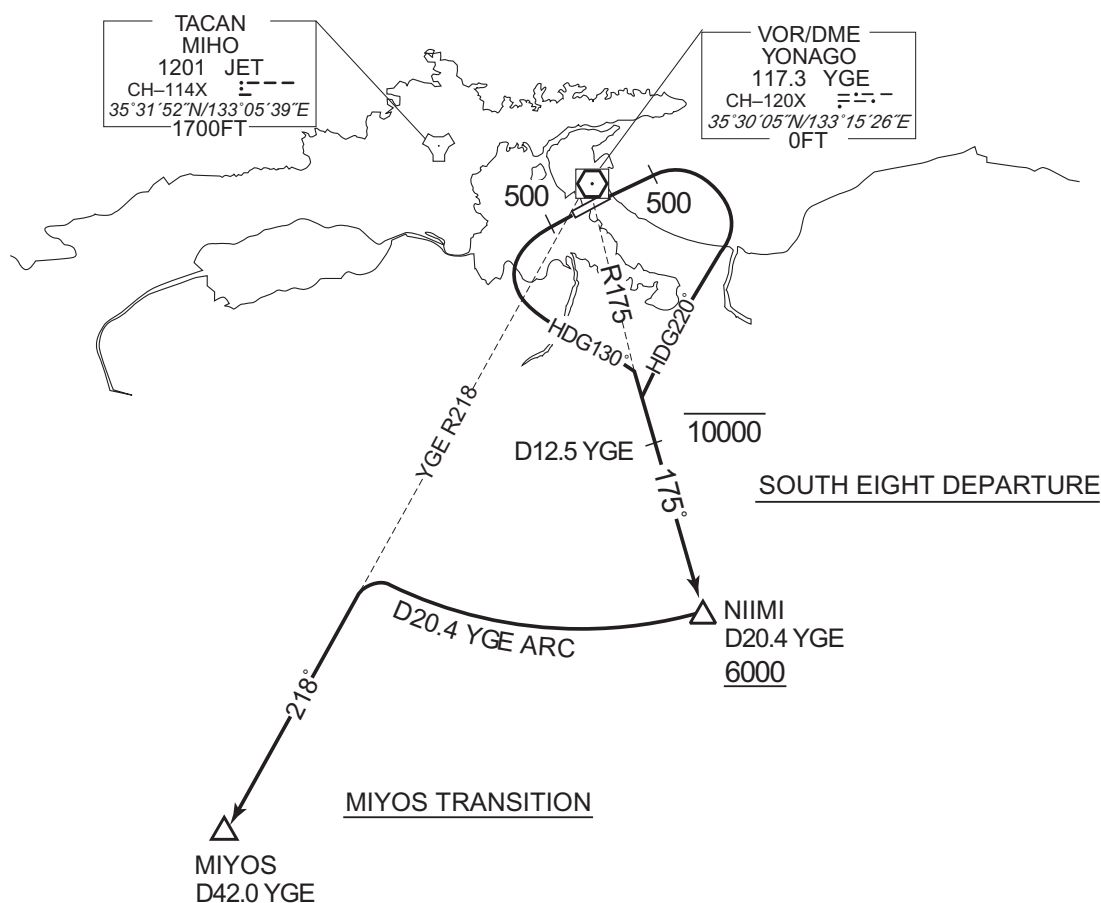 TACAN
MIHO
1201 JET
CH–114X
35°31´52˝N/133°05´39˝E
1700FT
VOR/DME
YONAGO
117.3 YGE
CH–120X
35°30´05˝N/133°15´26˝E
0FT
500
500
R175
HDG130°
HDG220°
YGE R218
10000
D12.5 YGE
175°
SOUTH EIGHT DEPARTURE
NIIMI
D20.4 YGE
6000
D20.4 YGE ARC
218°
MIYOS TRANSITION
MIYOS
D42.0 YGE